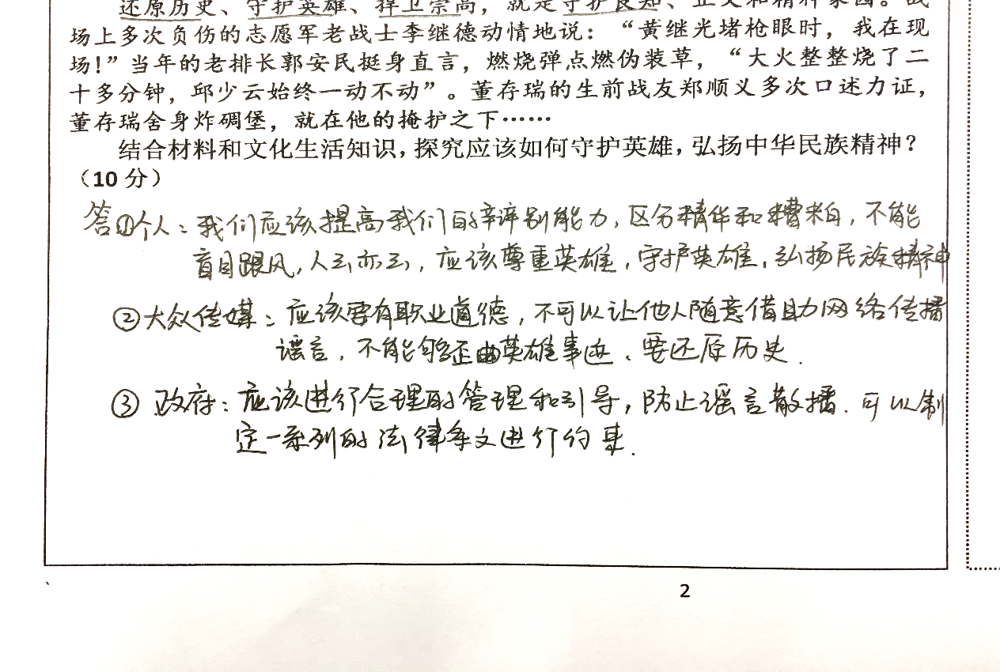 还原历史、守护英雄、捍卫崇高，就是守护良知、正义和精神家园。战
场上多次负伤的志愿军老战士李继德动情地说：“黄继光堵枪眼时，我在现
场！”当年的老排长郭安民挺身直言，燃烧弹点燃伪装草，“大火整整烧了二
十多分钟，邱少云始终一动不动”。董存瑞的生前战友郑顺义多次口述力证，
董存瑞舍身炸碉堡，就在他的掩护之下……
结合材料和文化生活知识，探究应该如何守护英雄，弘扬中华民族精神？
（10 分）
答①个人：我们应该提高我们的辛评别能力，区分精华和糟粕，不能
盲目跟风，人云亦云，应该尊重英雄，守护英雄，弘扬民族精神
②大众传媒：应该要有职业道德，不可以让他人随意借助网络传播
谣言，不能够歪曲英雄事迹、要还原历史．
③ 政府：应该进行合理的管理和引导，防止谣言散播．可以制
定一系列的法律条文进行约束．
2